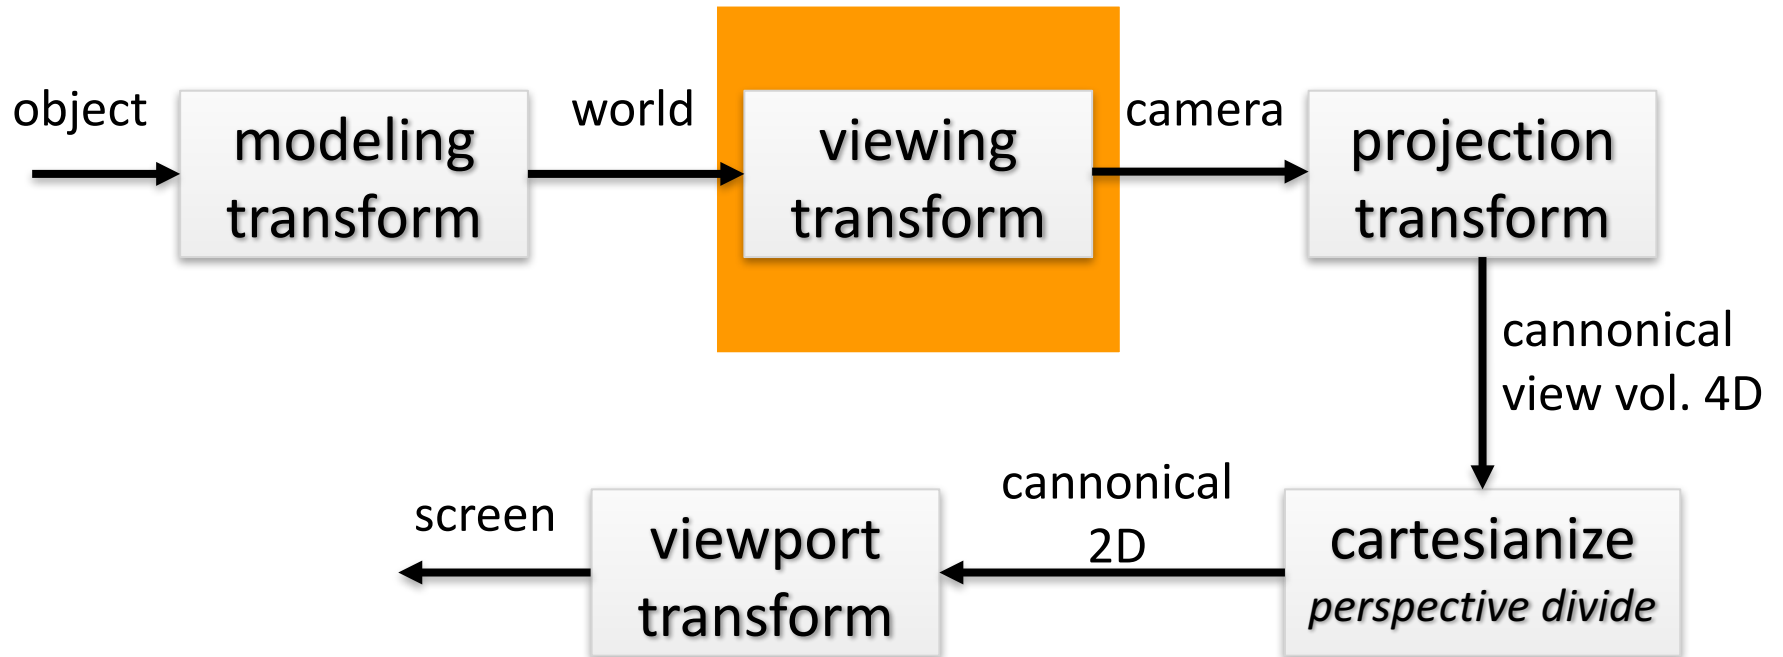 object
modeling
transform
world
viewing
transform
camera
projection
transform
cannonical
view vol. 4D
cartesianize
perspective divide
cannonical
2D
viewport
transform
screen